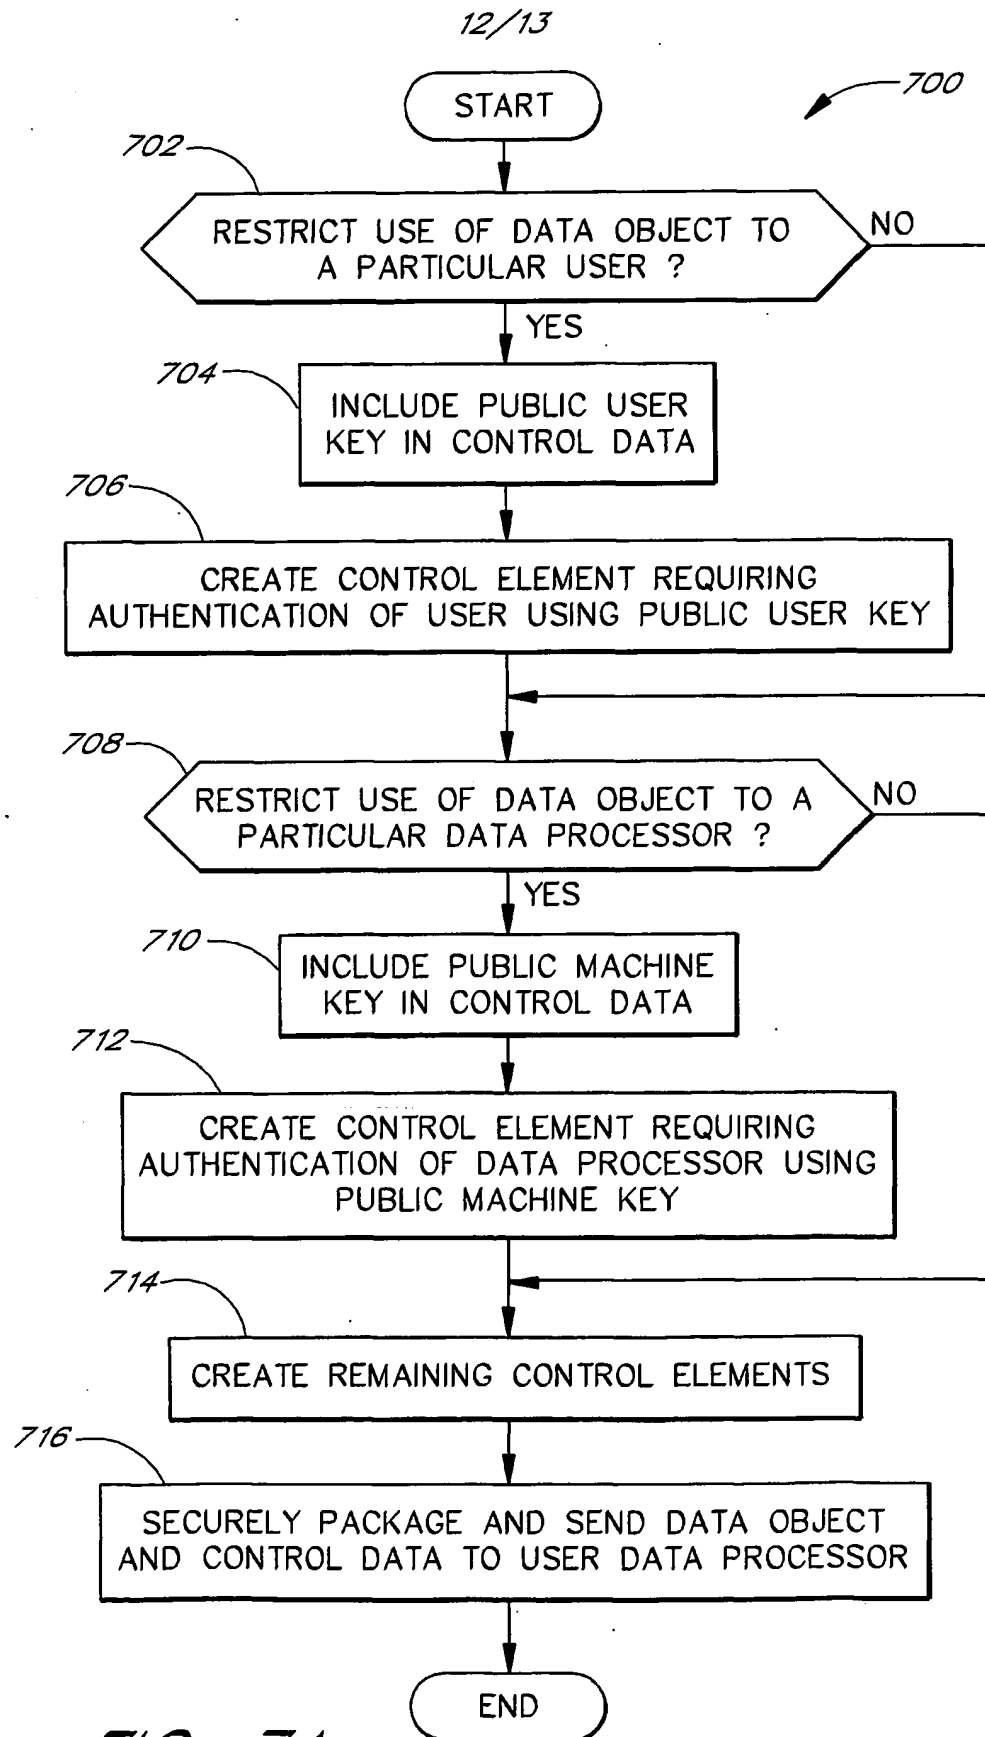 12/13
START
700
702
RESTRICT USE OF DATA OBJECT TO
A PARTICULAR USER ?
NO
YES
704
INCLUDE PUBLIC USER
KEY IN CONTROL DATA
706
CREATE CONTROL ELEMENT REQUIRING
AUTHENTICATION OF USER USING PUBLIC USER KEY
708
RESTRICT USE OF DATA OBJECT TO A
PARTICULAR DATA PROCESSOR ?
NO
YES
710
INCLUDE PUBLIC MACHINE
KEY IN CONTROL DATA
712
CREATE CONTROL ELEMENT REQUIRING
AUTHENTICATION OF DATA PROCESSOR USING
PUBLIC MACHINE KEY
714
CREATE REMAINING CONTROL ELEMENTS
716
SECURELY PACKAGE AND SEND DATA OBJECT
AND CONTROL DATA TO USER DATA PROCESSOR
END